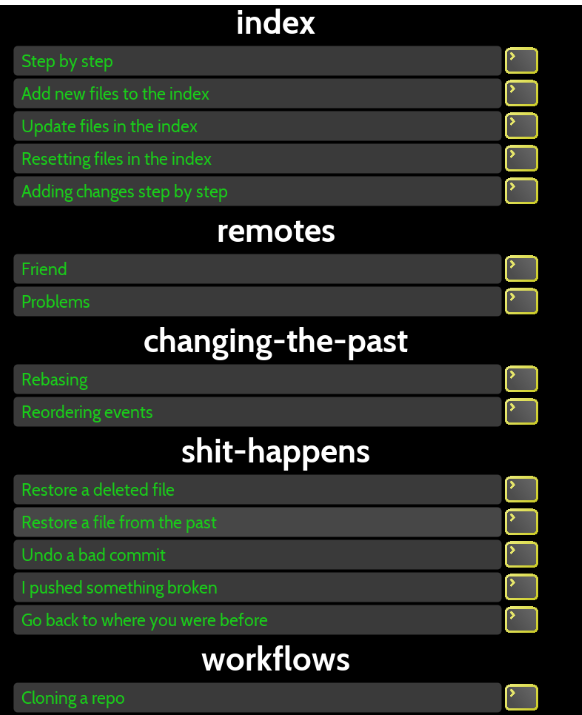 index
Step by step
Add new files to the index
Update files in the index
Resetting files in the index
Adding changes step by step
remotes
Friend
Problems
changing-the-past
Rebasing
Reordering events
shit-happens
Restore a deleted file
Restore a file from the past
Undo a bad commit
I pushed something broken
Go back to where you were before
workflows
Cloning a repo